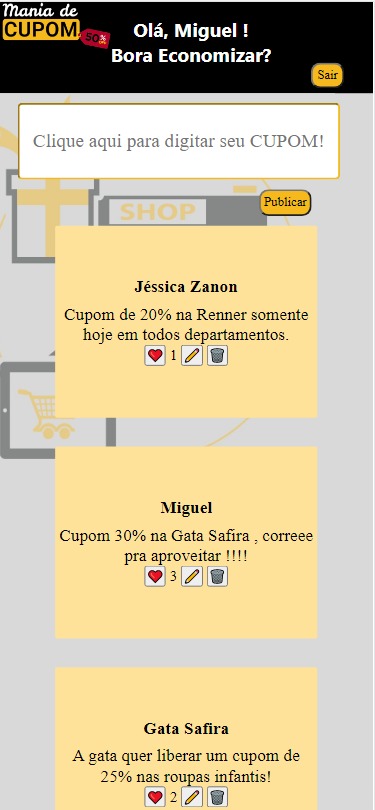 Mania de
CUPOM
50%
Olá, Miguel !
Bora Economizar?
Sair
Clique aqui para digitar seu CUPOM!
SHOP
Publicar
Jéssica Zanon
Cupom de 20% na Renner somente
hoje em todos departamentos.
1
Miguel
Cupom 30% na Gata Safira , correee
pra aproveitar !!!!
3
Gata Safira
A gata quer liberar um cupom de
25% nas roupas infantis!
2